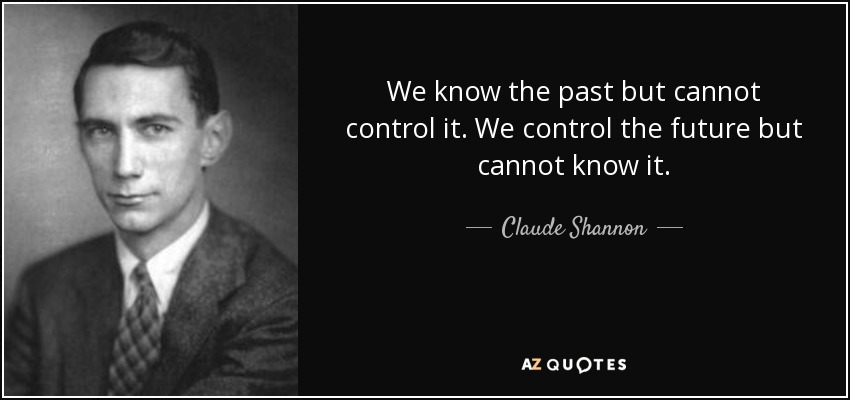 We know the past but cannot
control it. We control the future but
cannot know it.
Claude Shannon
AZ QUOTES